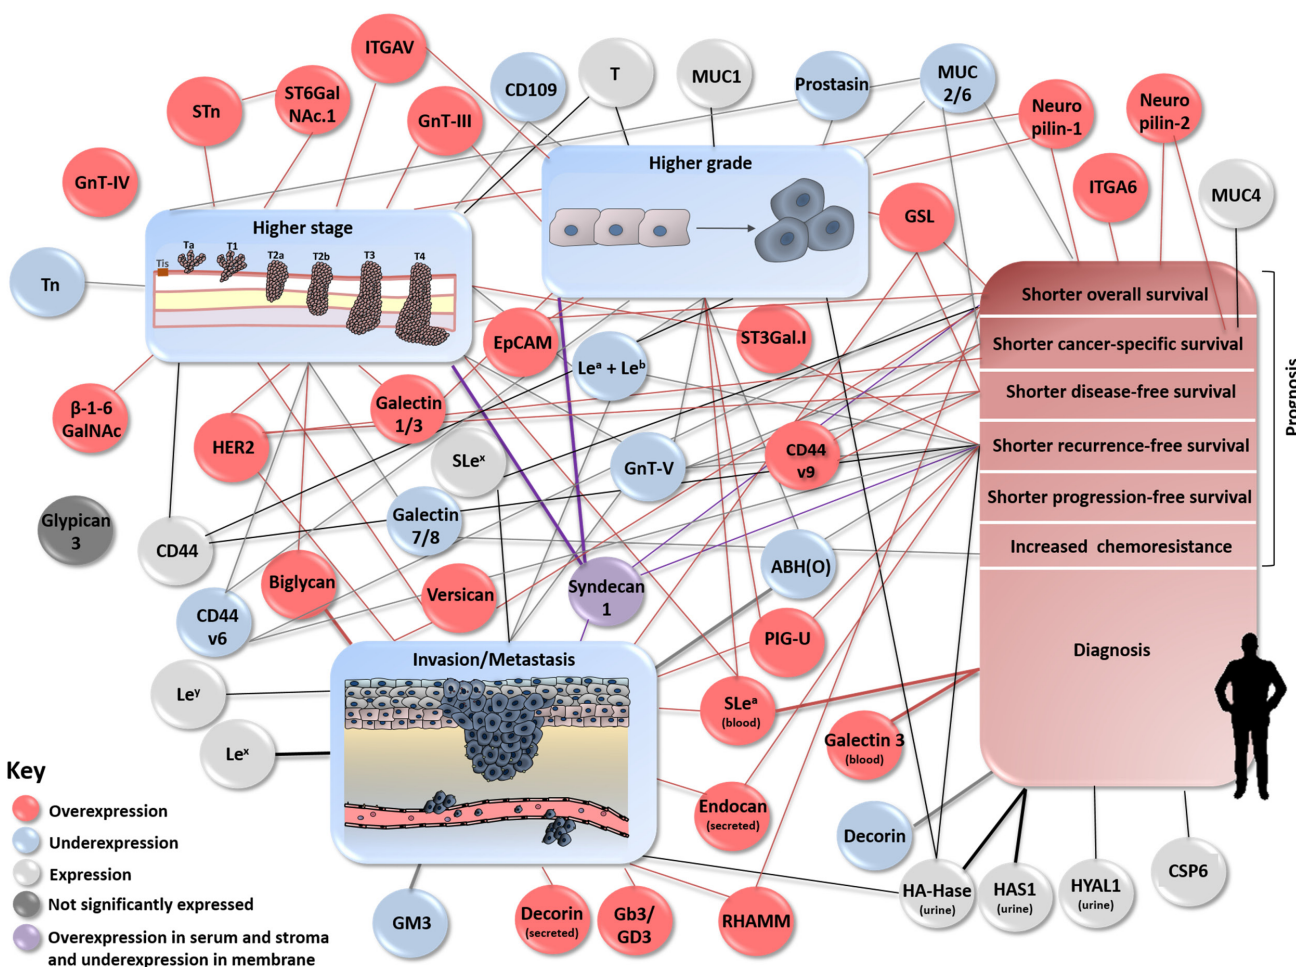 ITGAV
T
MUC1
CD109
Prostasin
MUC
2/6
STn
ST6Gal
NAc.1
GnT-III
Neuro
pilin-1
Neuro
pilin-2
GnT-IV
ITGA6
MUC4
GSL
Higher grade
Higher stage
Tis
Ta
T1
T2a
T2b
T3
T4
Tn
EpCAM
Leᵃ + Leᵇ
ST3Gal.I
β-1-6
GalNAc
Galectin
1/3
HER2
SLeˣ
GnT-V
CD44
v9
Glypican
3
CD44
Galectin
7/8
ABH(O)
Biglycan
Versican
Syndecan
1
CD44
v6
PIG-U
Shorter overall survival
Shorter cancer-specific survival
Shorter disease-free survival
Shorter recurrence-free survival
Shorter progression-free survival
Increased chemoresistance
Prognosis
Diagnosis
Invasion/Metastasis
Leʸ
Leˣ
SLeᵃ
(blood)
Galectin 3
(blood)
Endocan
(secreted)
Decorin
GM3
Decorin
(secreted)
Gb3/
GD3
RHAMM
HA-Hase
(urine)
HAS1
(urine)
HYAL1
(urine)
CSP6
Key
Overexpression
Underexpression
Expression
Not significantly expressed
Overexpression in serum and stroma
and underexpression in membrane